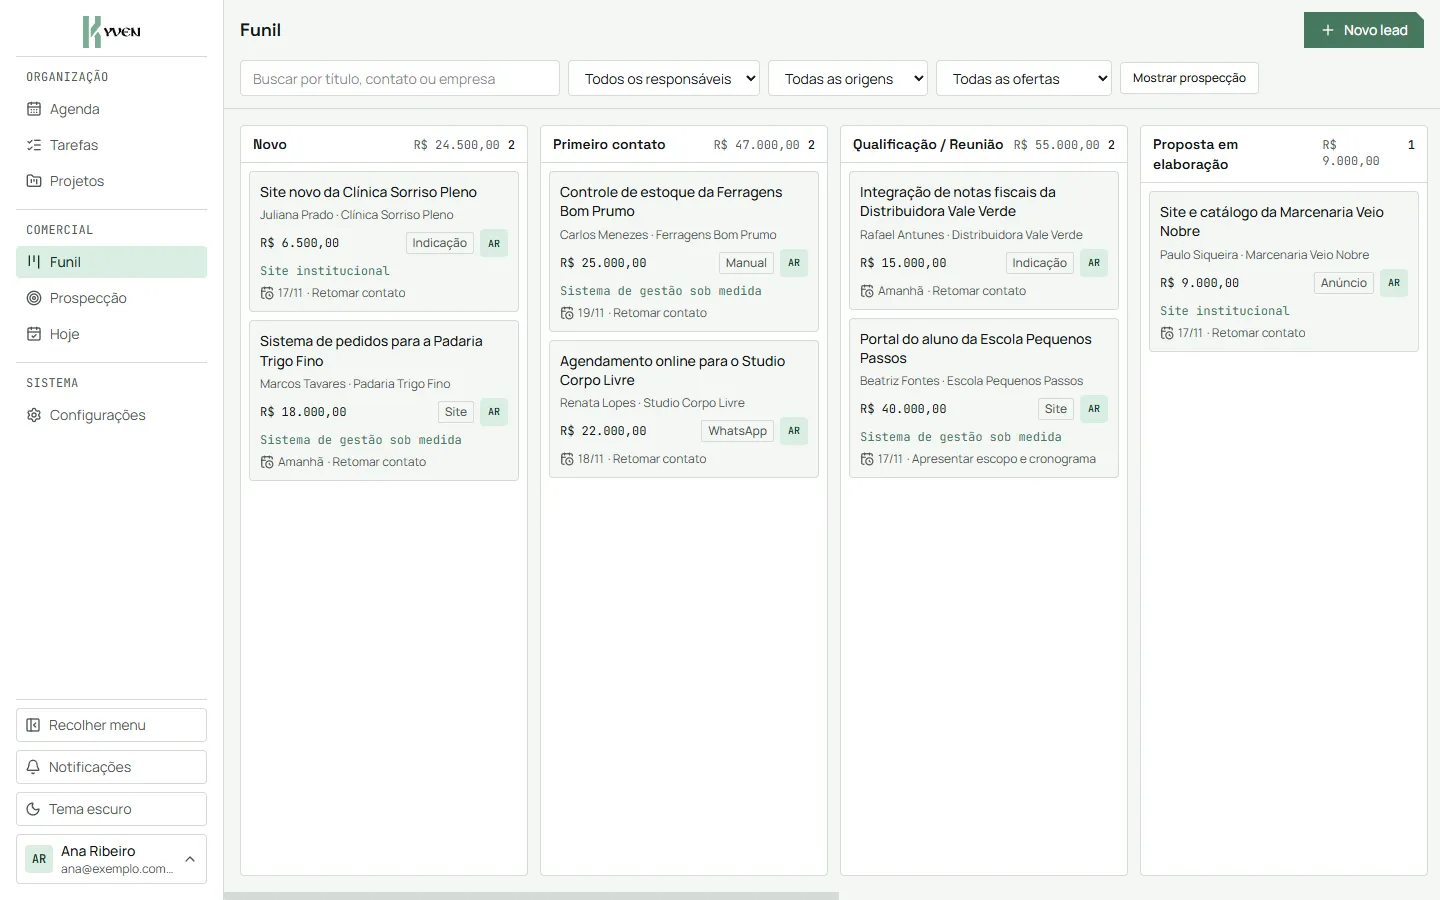 KYVEN
ORGANIZAÇÃO
Agenda
Tarefas
Projetos
COMERCIAL
Funil
Prospecção
Hoje
SISTEMA
Configurações
Recolher menu
Notificações
Tema escuro
AR
Ana Ribeiro
ana@exemplo.com...
Funil
+ Novo lead
Buscar por título, contato ou empresa
Todos os responsáveis
Todas as origens
Todas as ofertas
Mostrar prospecção
Novo R$ 24.500,00 2
Site novo da Clínica Sorriso Pleno
Juliana Prado · Clínica Sorriso Pleno
R$ 6.500,00 Indicação AR
Site institucional
17/11 · Retomar contato
Sistema de pedidos para a Padaria
Trigo Fino
Marcos Tavares · Padaria Trigo Fino
R$ 18.000,00 Site AR
Sistema de gestão sob medida
Amanhã · Retomar contato
Primeiro contato R$ 47.000,00 2
Controle de estoque da Ferragens
Bom Prumo
Carlos Menezes · Ferragens Bom Prumo
R$ 25.000,00 Manual AR
Sistema de gestão sob medida
19/11 · Retomar contato
Agendamento online para o Studio
Corpo Livre
Renata Lopes · Studio Corpo Livre
R$ 22.000,00 WhatsApp AR
18/11 · Retomar contato
Qualificação / Reunião R$ 55.000,00 2
Integração de notas fiscais da
Distribuidora Vale Verde
Rafael Antunes · Distribuidora Vale Verde
R$ 15.000,00 Indicação AR
Amanhã · Retomar contato
Portal do aluno da Escola Pequenos
Passos
Beatriz Fontes · Escola Pequenos Passos
R$ 40.000,00 Site AR
Sistema de gestão sob medida
17/11 · Apresentar escopo e cronograma
Proposta em R$ 1
elaboração 9.000,00
Site e catálogo da Marcenaria Veio
Nobre
Paulo Siqueira · Marcenaria Veio Nobre
R$ 9.000,00 Anúncio AR
Site institucional
17/11 · Retomar contato